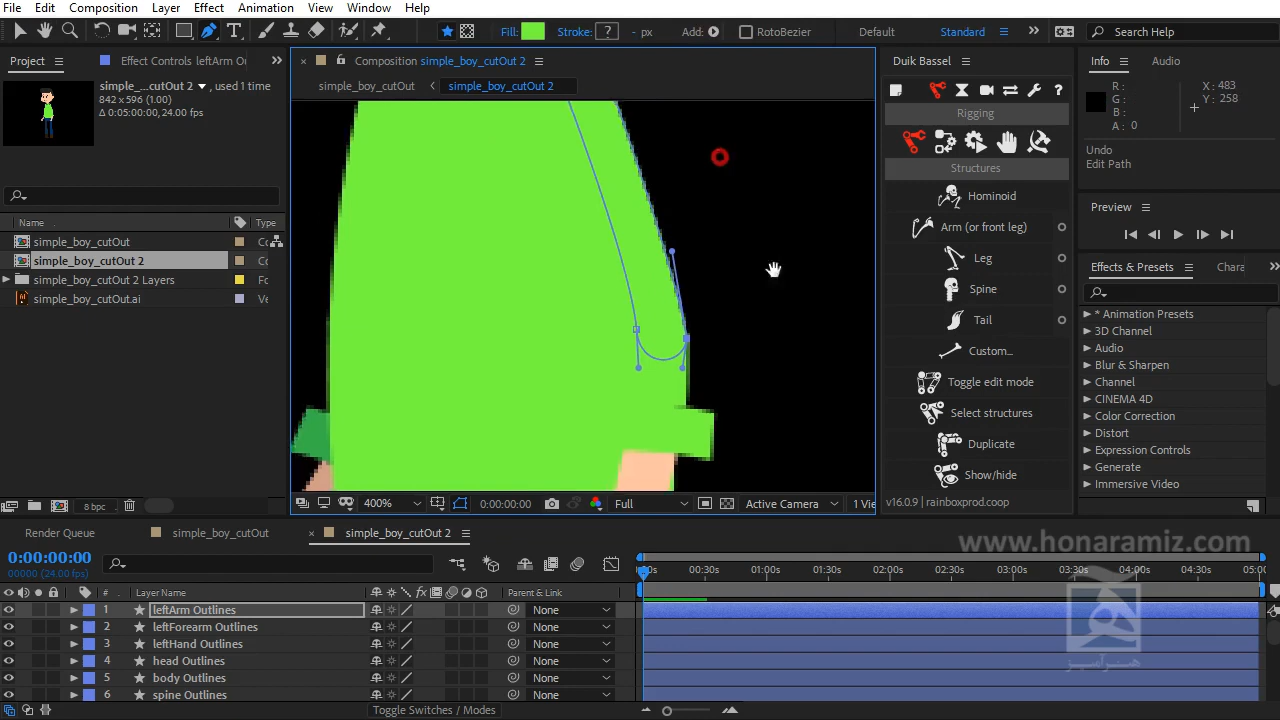 File Edit Composition Layer Effect Animation View Window Help
Fill: Stroke: ? - px Add: RotoBezier Default Standard Search Help
Project Effect Controls leftArm Ou
simple_...cutOut 2 , used 1 time
842 x 596 (1.00)
Δ 0:05:00:00, 24.00 fps
Name Type
simple_boy_cutOut Co
simple_boy_cutOut 2 Co
simple_boy_cutOut 2 Layers Fo
simple_boy_cutOut.ai Ve
8 bpc
Composition simple_boy_cutOut 2
simple_boy_cutOut simple_boy_cutOut 2
400% 0:00:00:00 Full Active Camera 1 Vie
Duik Bassel
Rigging
Structures
Hominoid
Arm (or front leg)
Leg
Spine
Tail
Custom...
Toggle edit mode
Select structures
Duplicate
Show/hide
v16.0.9 | rainboxprod.coop
Info Audio
R: X: 483
G: Y: 258
B:
A: 0
Undo
Edit Path
Preview
Effects & Presets Chara
* Animation Presets
3D Channel
Audio
Blur & Sharpen
Channel
CINEMA 4D
Color Correction
Distort
Expression Controls
Generate
Immersive Video
www.honaramiz.com
هنرآمیز
Render Queue simple_boy_cutOut simple_boy_cutOut 2
0:00:00:00
00000 (24.00 fps)
00s 00:30s 01:00s 01:30s 02:00s 02:30s 03:00s 03:30s 04:00s 04:30s 05:00
# Layer Name Parent & Link
1 leftArm Outlines None
2 leftForearm Outlines None
3 leftHand Outlines None
4 head Outlines None
5 body Outlines None
6 spine Outlines None
Toggle Switches / Modes